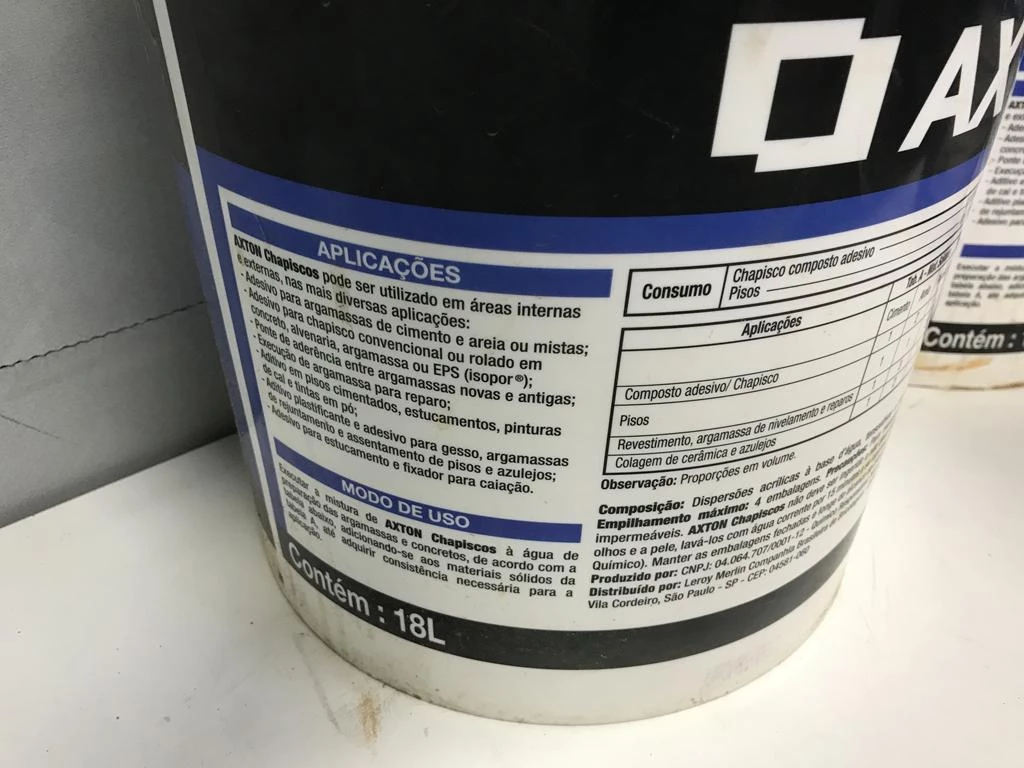 AX
APLICAÇÕES
AXTON Chapiscos pode ser utilizado em áreas internas
e externas, nas mais diversas aplicações:
- Adesivo para argamassas de cimento e areia ou mistas;
- Adesivo para chapisco convencional ou rolado em
concreto, alvenaria, argamassa ou EPS (isopor®);
- Ponte de aderência entre argamassas novas e antigas;
- Execução de argamassa para reparo;
- Aditivo em pisos cimentados, estucamentos, pinturas
de cal e tintas em pó;
- Aditivo plastificante e adesivo para gesso, argamassas
de rejuntamento e assentamento de pisos e azulejos;
- Adesivo para estucamento e fixador para caiação.
MODO DE USO
Executar a mistura de AXTON Chapiscos à água de
preparação das argamassas e concretos, de acordo com a
tabela abaixo, adicionando-se aos materiais sólidos da
tabela A, até adquirir consistência necessária para a
aplicação.
Contém : 18L
Consumo
Chapisco composto adesivo
Pisos
Tab. A - Mix
Aplicações
Cimento
Composto adesivo/ Chapisco
Pisos
Revestimento, argamassa de nivelamento e reparos
Colagem de cerâmica e azulejos
Observação: Proporções em volume.
Composição: Dispersões acrílicas à base d'água,
Empilhamento máximo: 4 embalagens. Precauções:
impermeáveis. AXTON Chapiscos não deve ser
olhos e a pele, lavá-los com água corrente por 15
Químico). Manter as embalagens fechadas e fora
Produzido por: CNPJ: 04.064.707/0001-12 - Químico
Distribuído por: Leroy Merlin Companhia Brasileira de
Vila Cordeiro, São Paulo - SP - CEP: 04581-060
Contém :